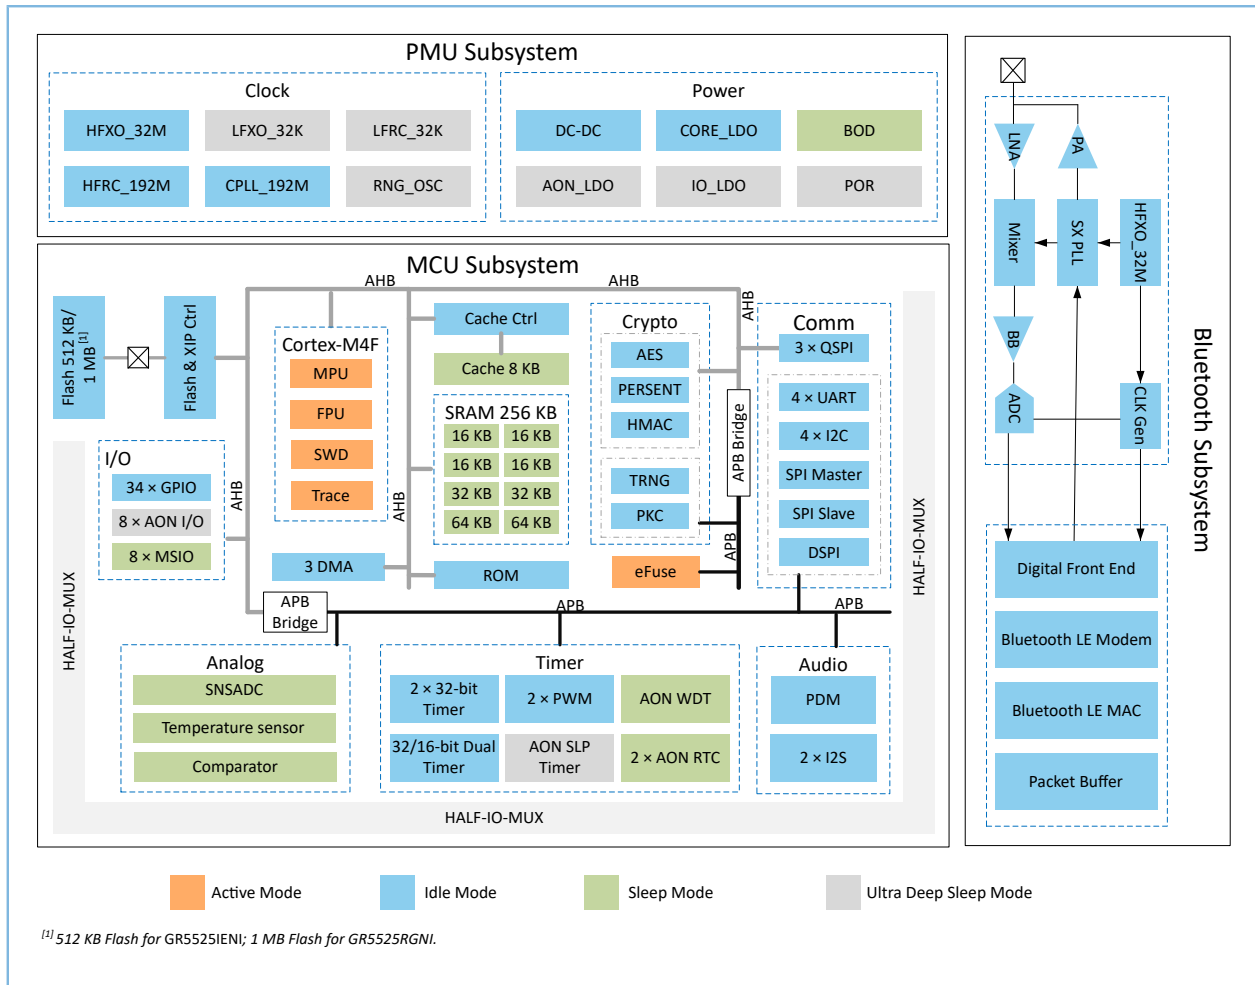 PMU Subsystem
Clock
HFXO_32M
LFXO_32K
LFRC_32K
HFRC_192M
CPLL_192M
RNG_OSC
Power
DC-DC
CORE_LDO
BOD
AON_LDO
IO_LDO
POR
MCU Subsystem
AHB
AHB
AHB
Flash 512 KB/
1 MB [1]
Flash & XIP Ctrl
Cortex-M4F
MPU
FPU
SWD
Trace
Cache Ctrl
Cache 8 KB
SRAM 256 KB
16 KB
16 KB
16 KB
16 KB
32 KB
32 KB
64 KB
64 KB
Crypto
AES
PERSENT
HMAC
TRNG
PKC
APB Bridge
APB
Comm
3 × QSPI
4 × UART
4 × I2C
SPI Master
SPI Slave
DSPI
I/O
34 × GPIO
8 × AON I/O
8 × MSIO
AHB
AHB
3 DMA
ROM
eFuse
APB
Bridge
APB
APB
HALF-IO-MUX
HALF-IO-MUX
Analog
SNSADC
Temperature sensor
Comparator
Timer
2 × 32-bit
Timer
2 × PWM
AON WDT
32/16-bit Dual
Timer
AON SLP
Timer
2 × AON RTC
Audio
PDM
2 × I2S
HALF-IO-MUX
Bluetooth Subsystem
LNA
PA
Mixer
SX PLL
HFXO_32M
BB
ADC
CLK Gen
Digital Front End
Bluetooth LE Modem
Bluetooth LE MAC
Packet Buffer
Active Mode
Idle Mode
Sleep Mode
Ultra Deep Sleep Mode
[1] 512 KB Flash for GR5525IENI; 1 MB Flash for GR5525RGNI.